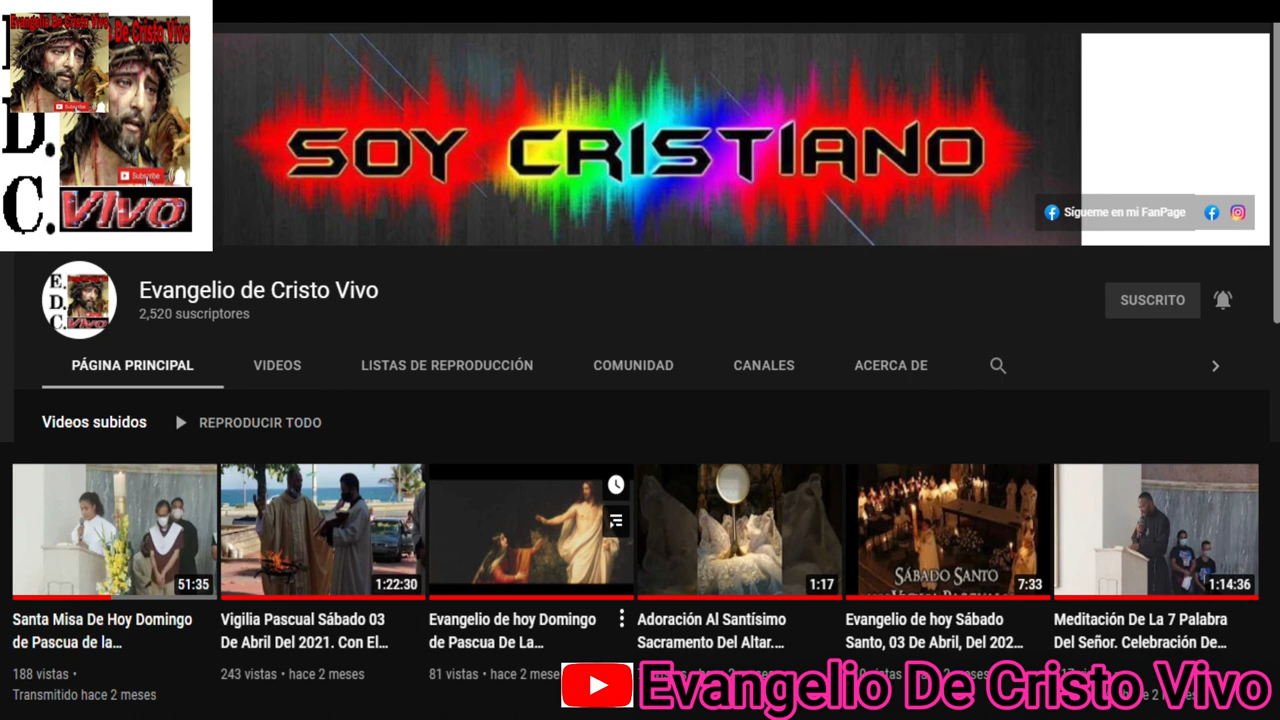 Evangelio De Cristo Vivo
De Cristo Vivo
Subscribe
Subscribe
D.
C. Vivo
SOY CRISTIANO
Sígueme en mi FanPage
E.
D.
C. Vivo
Evangelio de Cristo Vivo
2,520 suscriptores
SUSCRITO
PÁGINA PRINCIPAL VIDEOS LISTAS DE REPRODUCCIÓN COMUNIDAD CANALES ACERCA DE
Videos subidos REPRODUCIR TODO
SÁBADO SANTO
51:35 1:22:30 1:17 7:33 1:14:36
Santa Misa De Hoy Domingo
de Pascua de la...
188 vistas •
Transmitido hace 2 meses
Vigilia Pascual Sábado 03
De Abril Del 2021. Con El...
243 vistas • hace 2 meses
Evangelio de hoy Domingo
de Pascua De La...
81 vistas • hace 2 mese
Adoración Al Santísimo
Sacramento Del Altar....
Evangelio de hoy Sábado
Santo, 03 De Abril, Del 202...
Meditación De La 7 Palabra
Del Señor. Celebración De...
Evangelio De Cristo Vivo